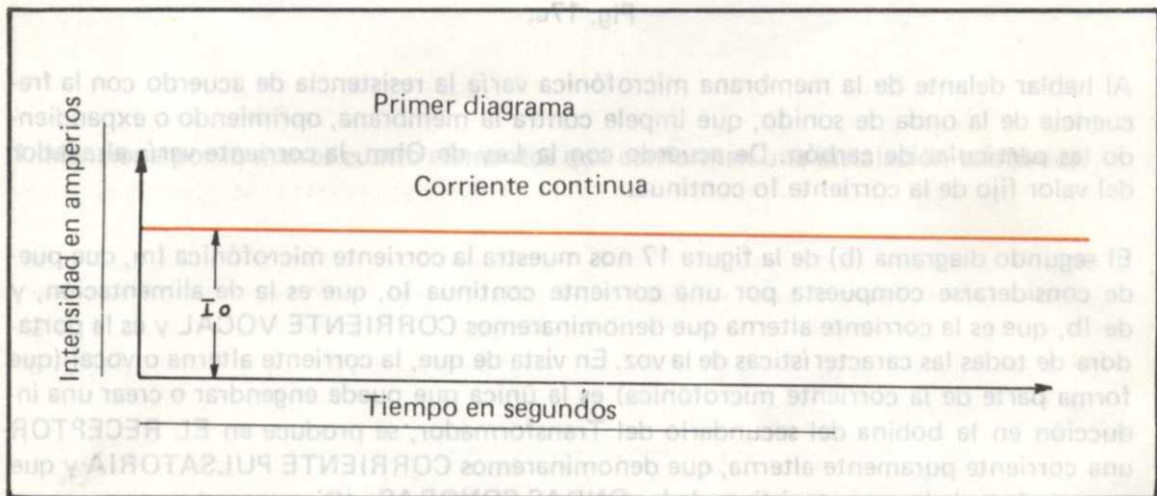 Fig. 17
Al hablar delante de la membrana microfónica varía la resistencia de acuerdo con la fre-
Primer diagrama
cuencia de la onda de sonido, que impele contra la membrana, oprimiendo o expandien-
do las partículas de carbón. De acuerdo con la Ley de Ohm, la corriente varía alrededor
Corriente continua
del valor fijo de la corriente Io continua.
Intensidad en amperios
Io
El segundo diagrama (b) de la figura 17 nos muestra la corriente microfónica Im, que pue-
de considerarse compuesta por una corriente continua Io, que es la de alimentación, y
de Ib, que es la corriente alterna que denominaremos CORRIENTE VOCAL y es la porta-
dora de todas las características de la voz. En vista de que, la corriente alterna o vocal (que
forma parte de la corriente microfónica) es la única que puede engendrar o crear una in-
Tiempo en segundos
ducción en la bobina del secundario del Transformador, se produce en EL RECEPTOR
una corriente puramente alterna, que denominaremos CORRIENTE PULSATORIA y que
ONDAS SONORAS